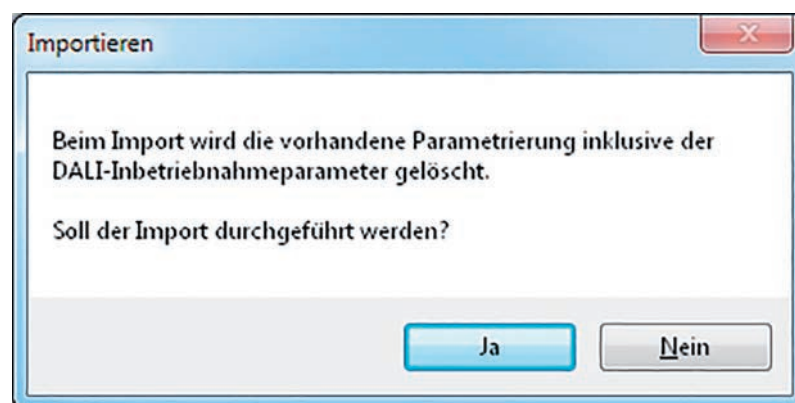 Importieren
Beim Import wird die vorhandene Parametrierung inklusive der
DALI-Inbetriebnahmeparameter gelöscht.
Soll der Import durchgeführt werden?
Ja
Nein